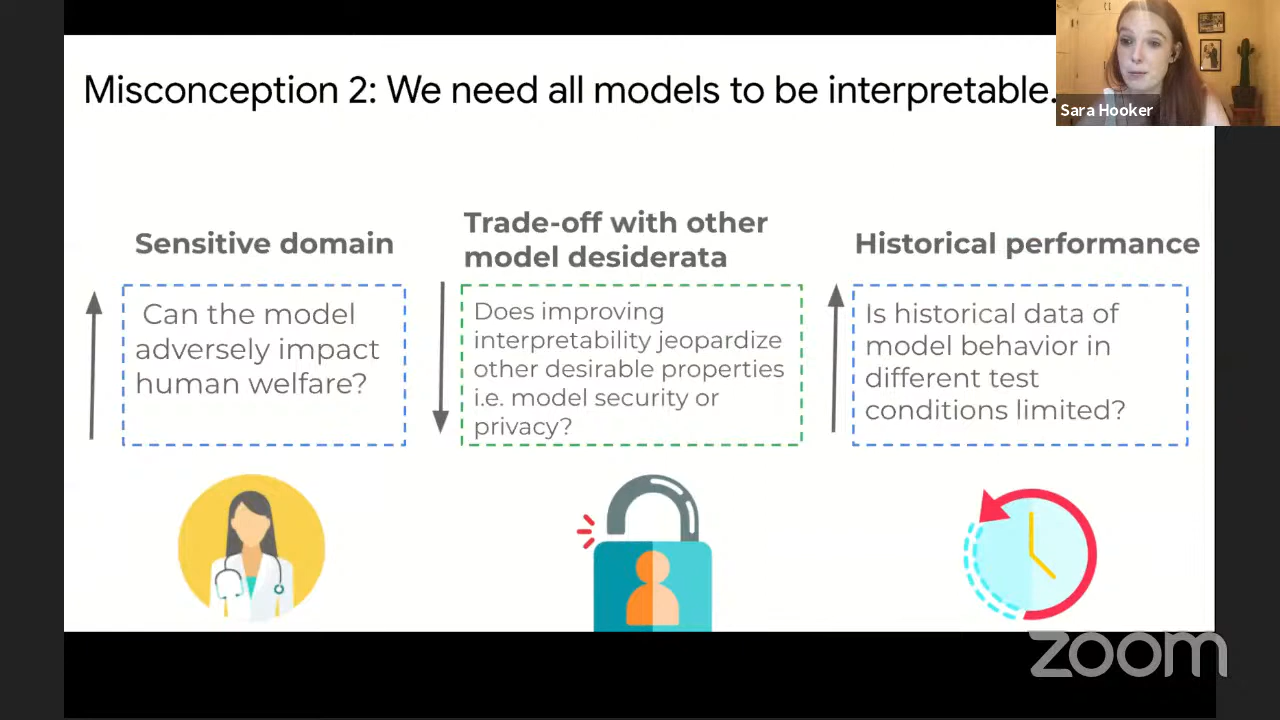 Misconception 2: We need all models to be interpretable.
Sara Hooker
Sensitive domain
Can the model
adversely impact
human welfare?
Trade-off with other
model desiderata
Does improving
interpretability jeopardize
other desirable properties
i.e. model security or
privacy?
Historical performance
Is historical data of
model behavior in
different test
conditions limited?
zoom